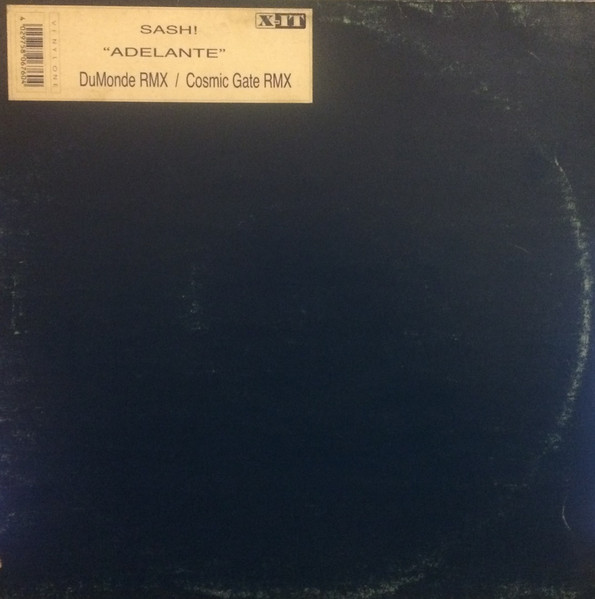 X-IT
SASH!
"ADELANTE"
DuMonde RMX / Cosmic Gate RMX